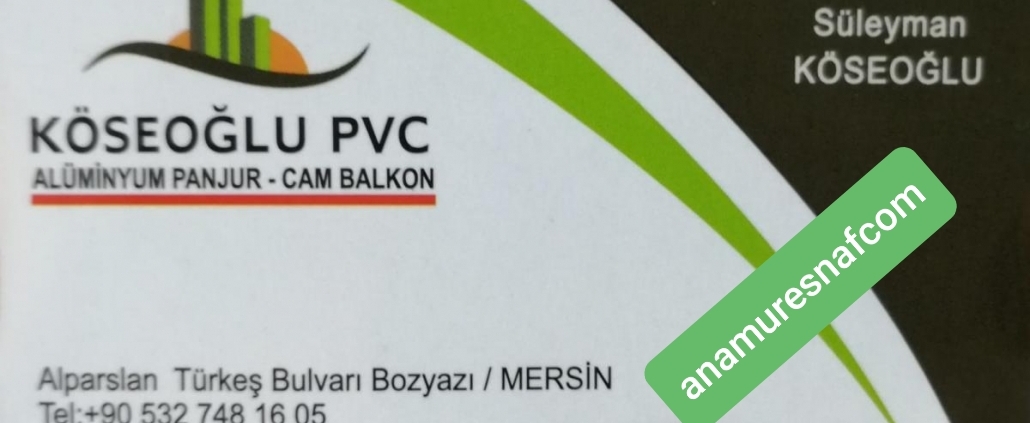 Süleyman
KÖSEOĞLU
KÖSEOĞLU PVC
ALÜMİNYUM PANJUR - CAM BALKON
anamuresnafcom
Alparslan Türkeş Bulvarı Bozyazı / MERSİN
Tel:+90 532 748 16 05